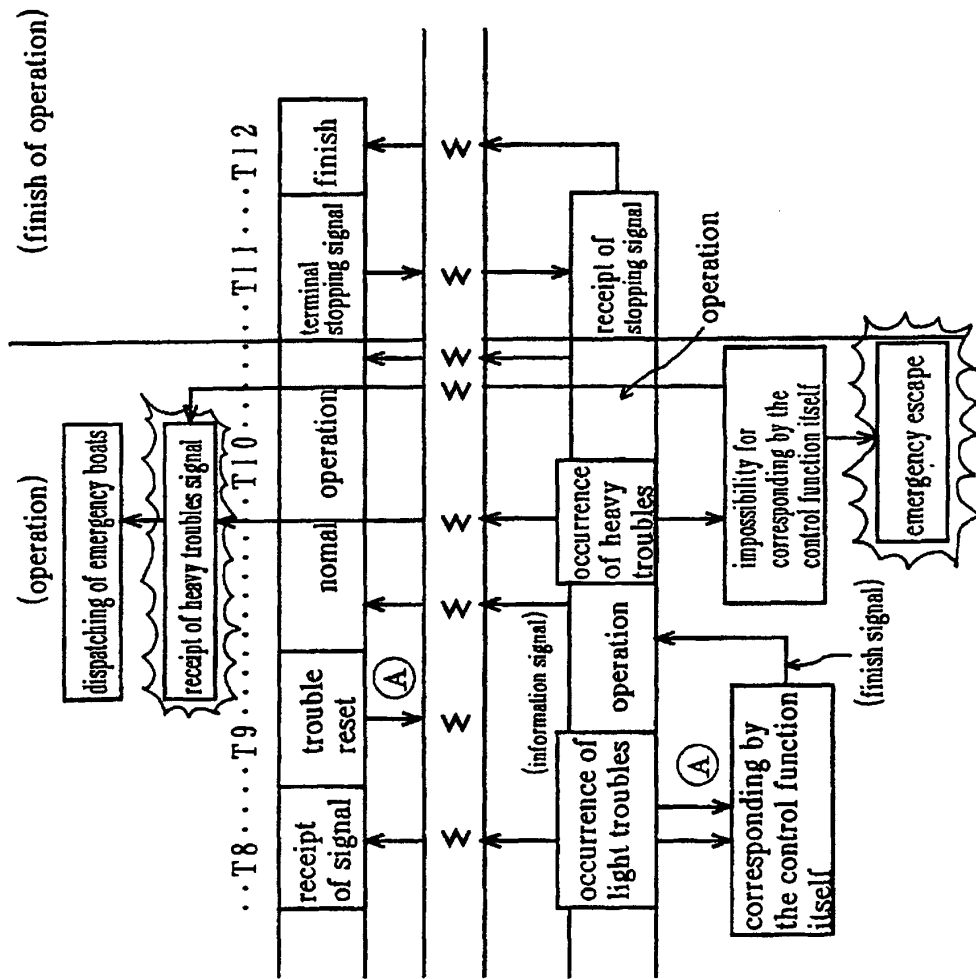 (operation)
(finish of operation)
dispatching of emergency boats
receipt of heavy troubles signal
..T8....T9..............T10.......T11....T12
receipt
of signal
trouble
reset
nomal operation
terminal
stopping signal
finish
A
W
W
W
W
W
W
W
W
(information signal)
occurrence of
light troubles
operation
occurrence
of heavy
troubles
receipt of
stopping signal
operation
A
corresponding by
the control function
itself
(finish signal)
impossibility for
corresponding by the
control function itself
emergency escape